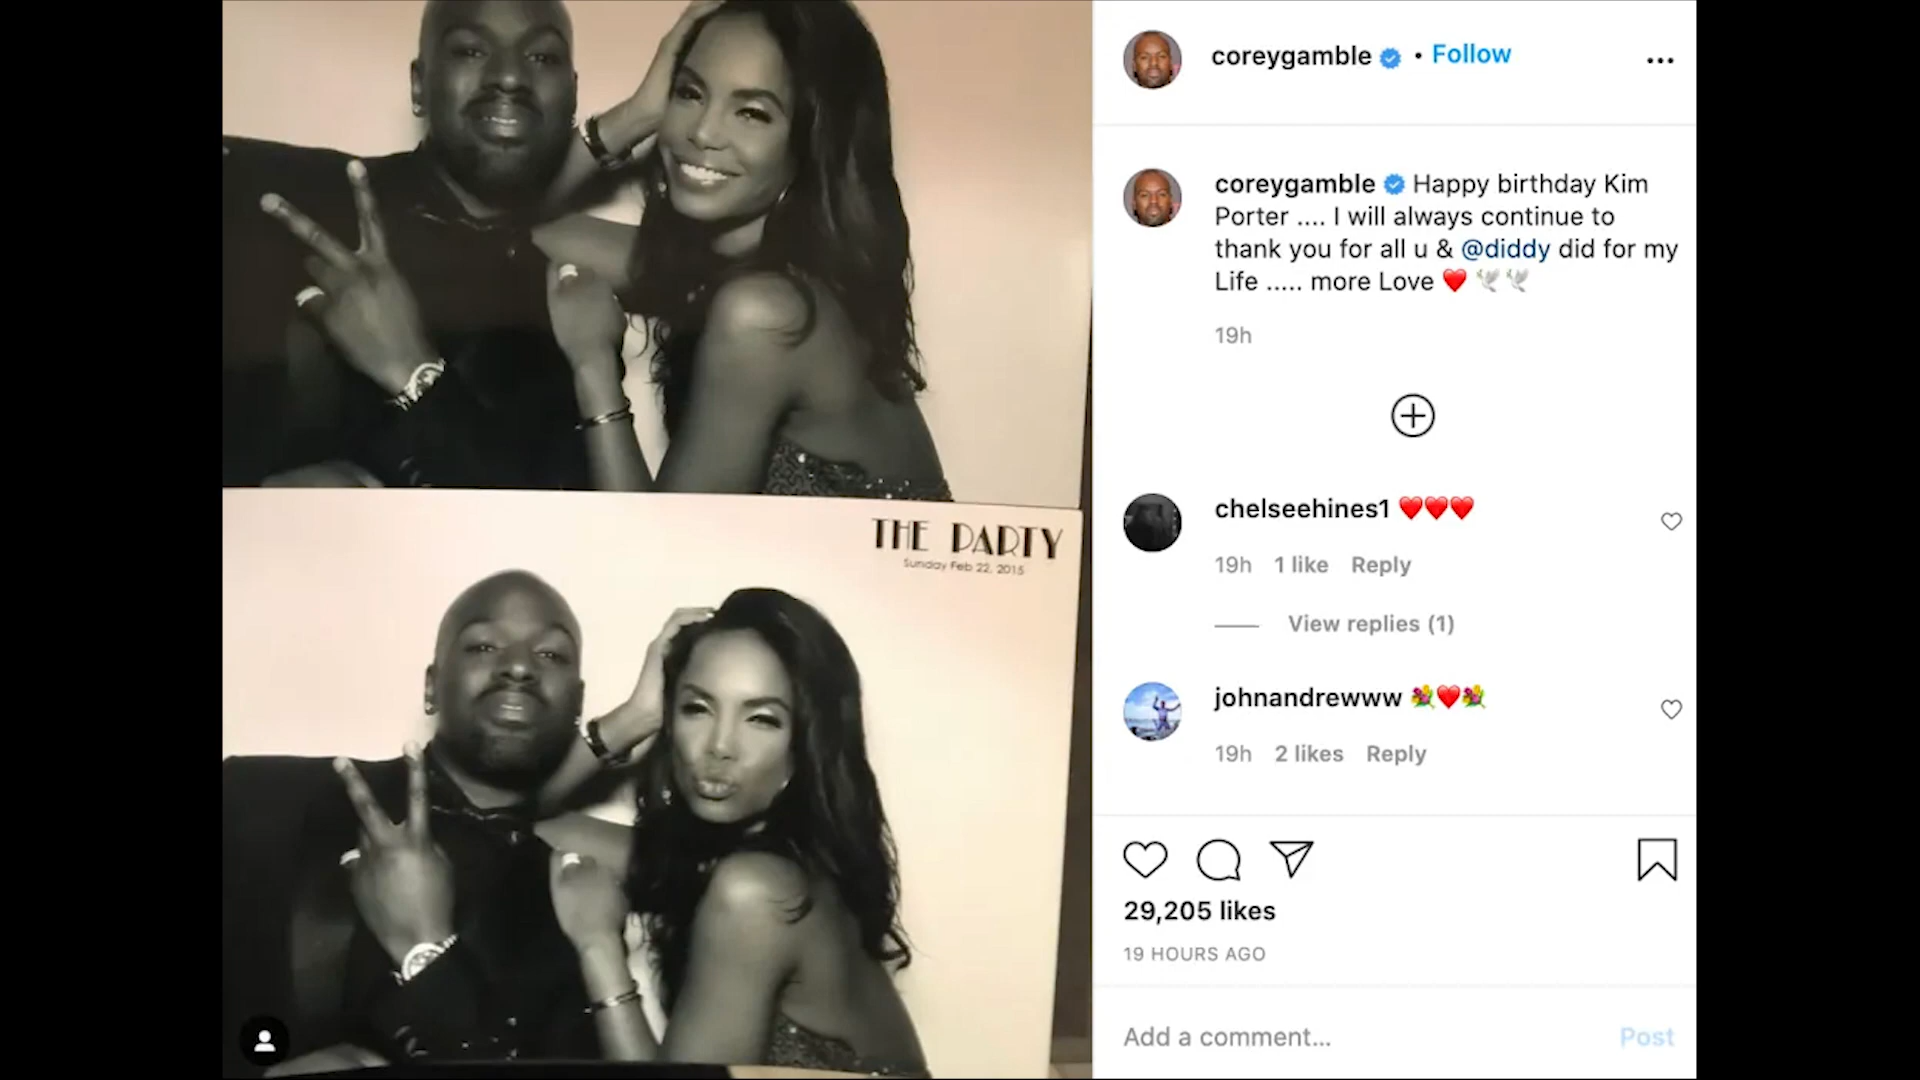 THE PARTY
Sunday Feb 22, 2015
coreygamble • Follow
coreygamble Happy birthday Kim
Porter .... I will always continue to
thank you for all u & @diddy did for my
Life ..... more Love ❤️ 🕊️ 🕊️
19h
chelseehines1 ❤️❤️❤️
19h 1 like Reply
View replies (1)
johnandrewww 💐❤️💐
19h 2 likes Reply
29,205 likes
19 HOURS AGO
Add a comment...
Post